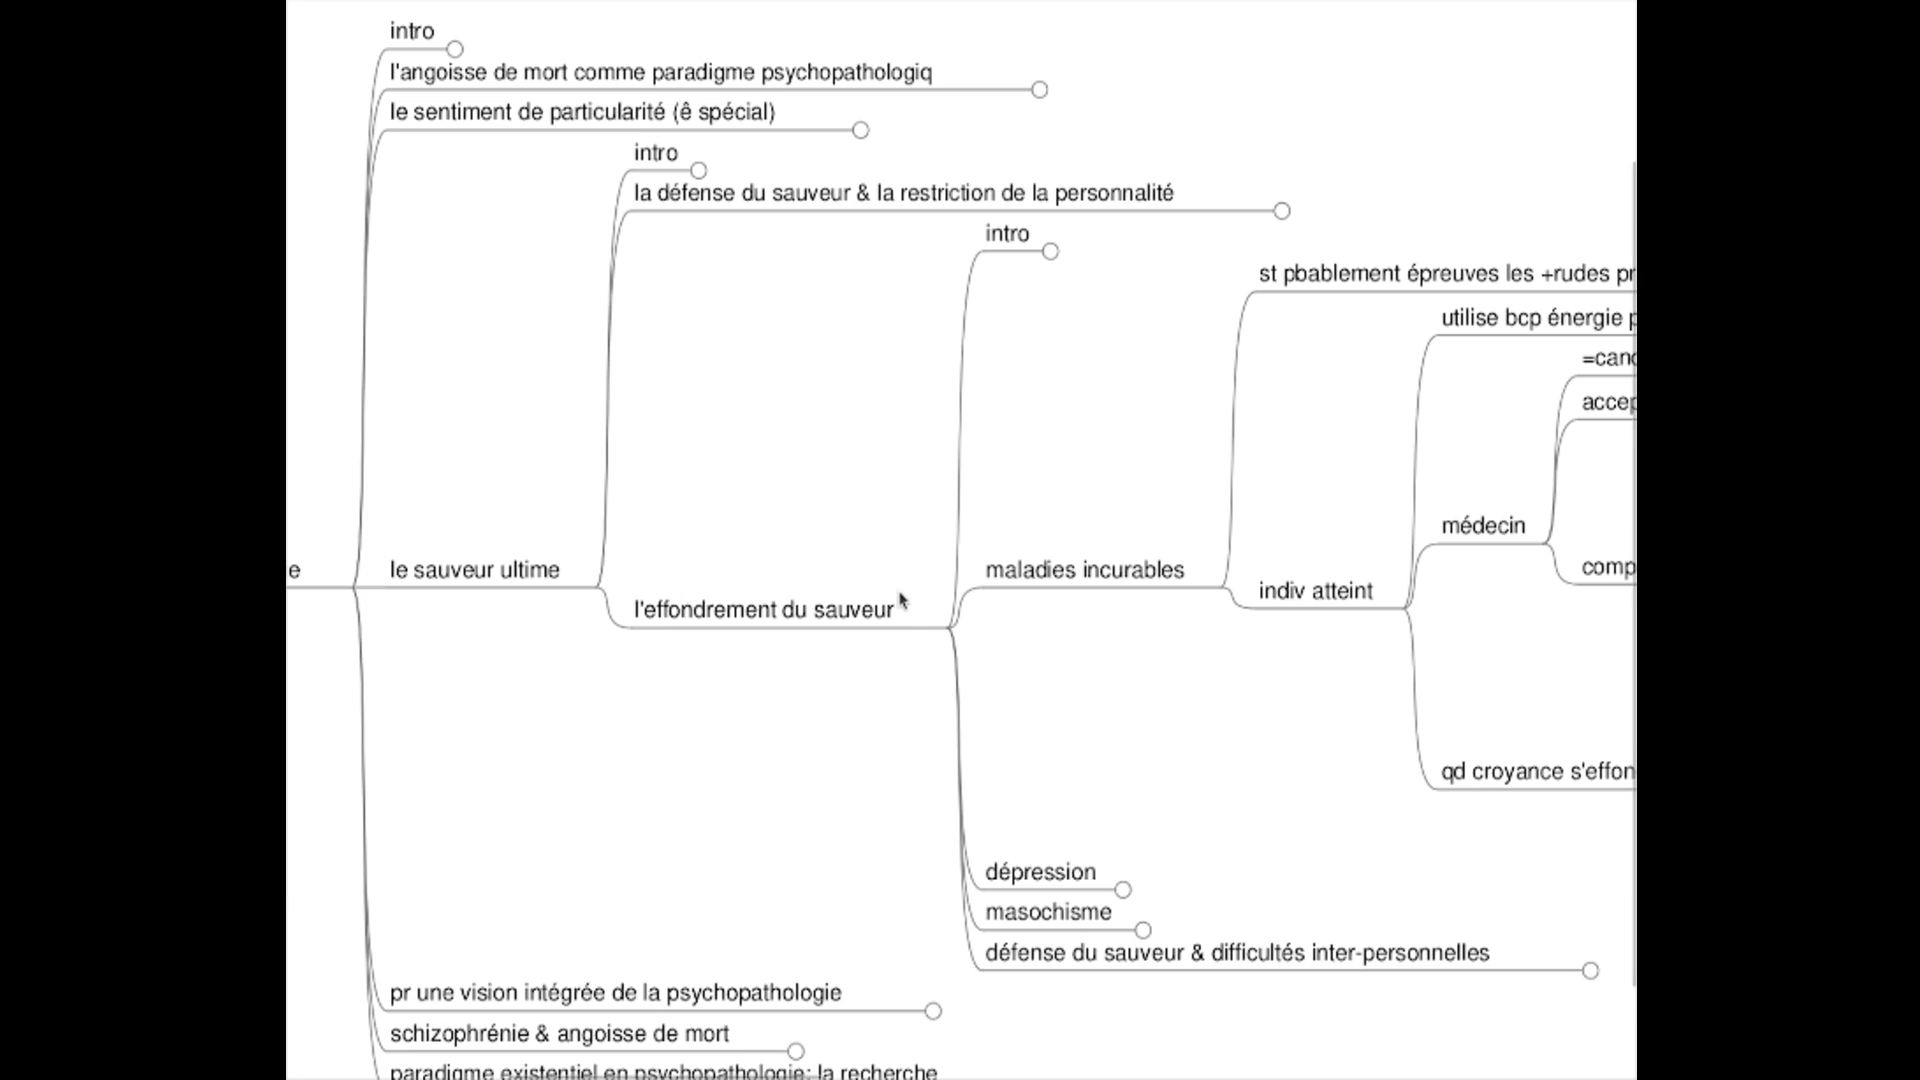 intro
l'angoisse de mort comme paradigme psychopathologiq
le sentiment de particularité (ê spécial)
intro
la défense du sauveur & la restriction de la personnalité
intro
st pbablement épreuves les +rudes pr
utilise bcp énergie p
=canc
accep
médecin
comp
e
le sauveur ultime
maladies incurables
indiv atteint
l'effondrement du sauveur
qd croyance s'effon
dépression
masochisme
défense du sauveur & difficultés inter-personnelles
pr une vision intégrée de la psychopathologie
schizophrénie & angoisse de mort
paradigme existentiel en psychopathologie: la recherche